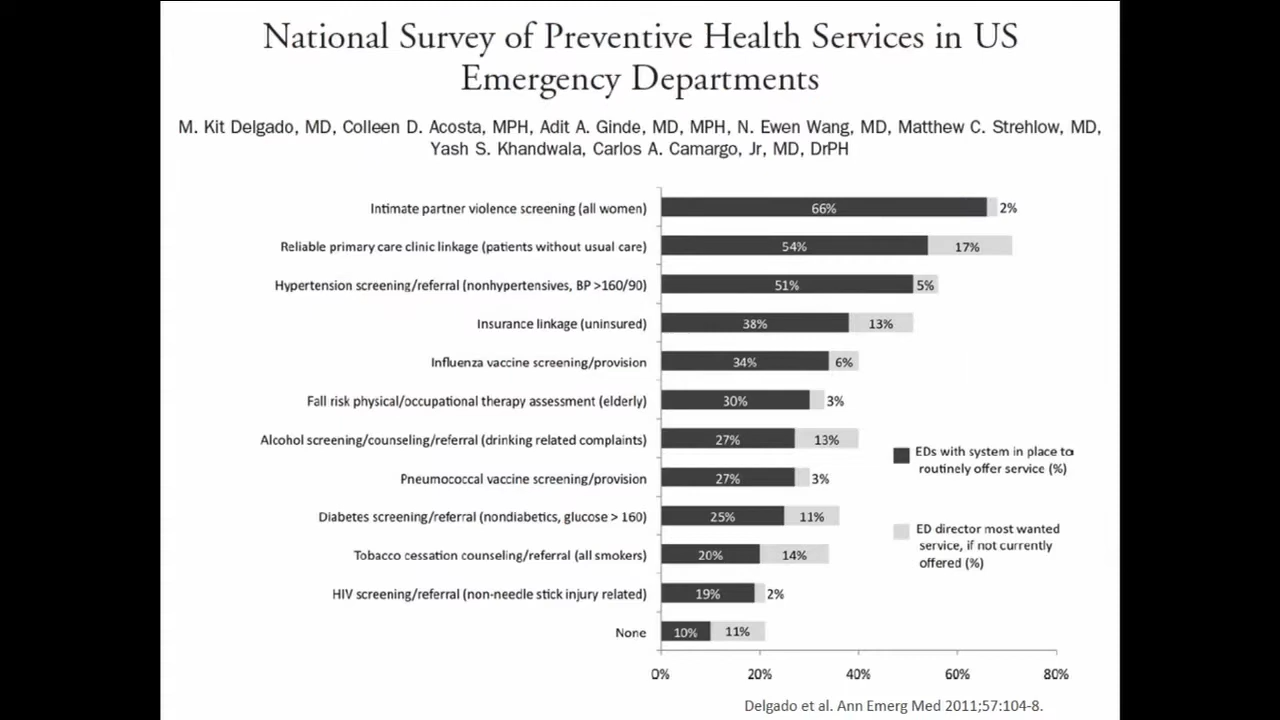 National Survey of Preventive Health Services in US
Emergency Departments
M. Kit Delgado, MD, Colleen D. Acosta, MPH, Adit A. Ginde, MD, MPH, N. Ewen Wang, MD, Matthew C. Strehlow, MD,
Yash S. Khandwala, Carlos A. Camargo, Jr, MD, DrPH
Intimate partner violence screening (all women) 66% 2%
Reliable primary care clinic linkage (patients without usual care) 54% 17%
Hypertension screening/referral (nonhypertensives, BP >160/90) 51% 5%
Insurance linkage (uninsured) 38% 13%
Influenza vaccine screening/provision 34% 6%
Fall risk physical/occupational therapy assessment (elderly) 30% 3%
Alcohol screening/counseling/referral (drinking related complaints) 27% 13%
Pneumococcal vaccine screening/provision 27% 3%
Diabetes screening/referral (nondiabetics, glucose > 160) 25% 11%
Tobacco cessation counseling/referral (all smokers) 20% 14%
HIV screening/referral (non-needle stick injury related) 19% 2%
None 10% 11%
EDs with system in place to
routinely offer service (%)
ED director most wanted
service, if not currently
offered (%)
0% 20% 40% 60% 80%
Delgado et al. Ann Emerg Med 2011;57:104-8.